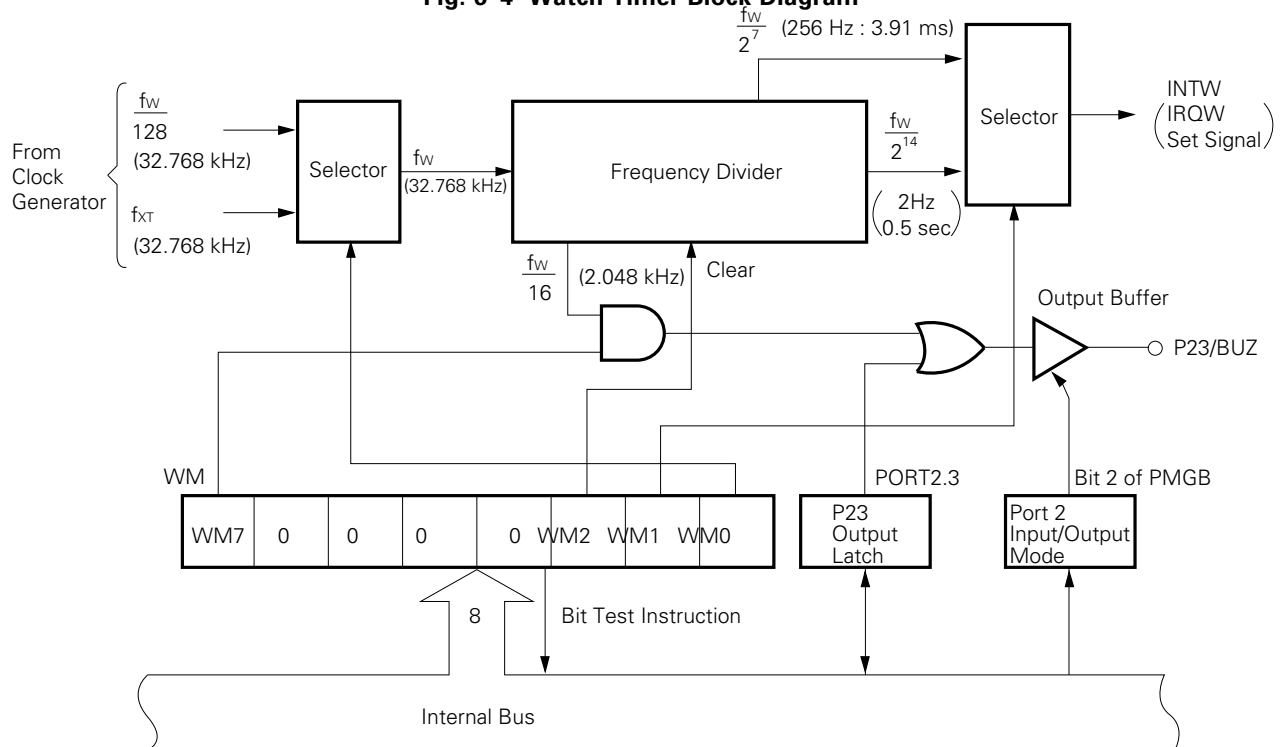 Fig. 6-4 Watch Timer Block Diagram
fW
2^7
(256 Hz : 3.91 ms)
From
Clock
Generator
fW
128
(32.768 kHz)
fXT
(32.768 kHz)
Selector
fW
(32.768 kHz)
Frequency Divider
fW
2^14
2Hz
0.5 sec
Selector
INTW
IRQW
Set Signal
fW
16
(2.048 kHz)
Clear
Output Buffer
P23/BUZ
WM
WM7 0 0 0 0 WM2 WM1 WM0
PORT2.3
P23
Output
Latch
Bit 2 of PMGB
Port 2
Input/Output
Mode
8
Bit Test Instruction
Internal Bus